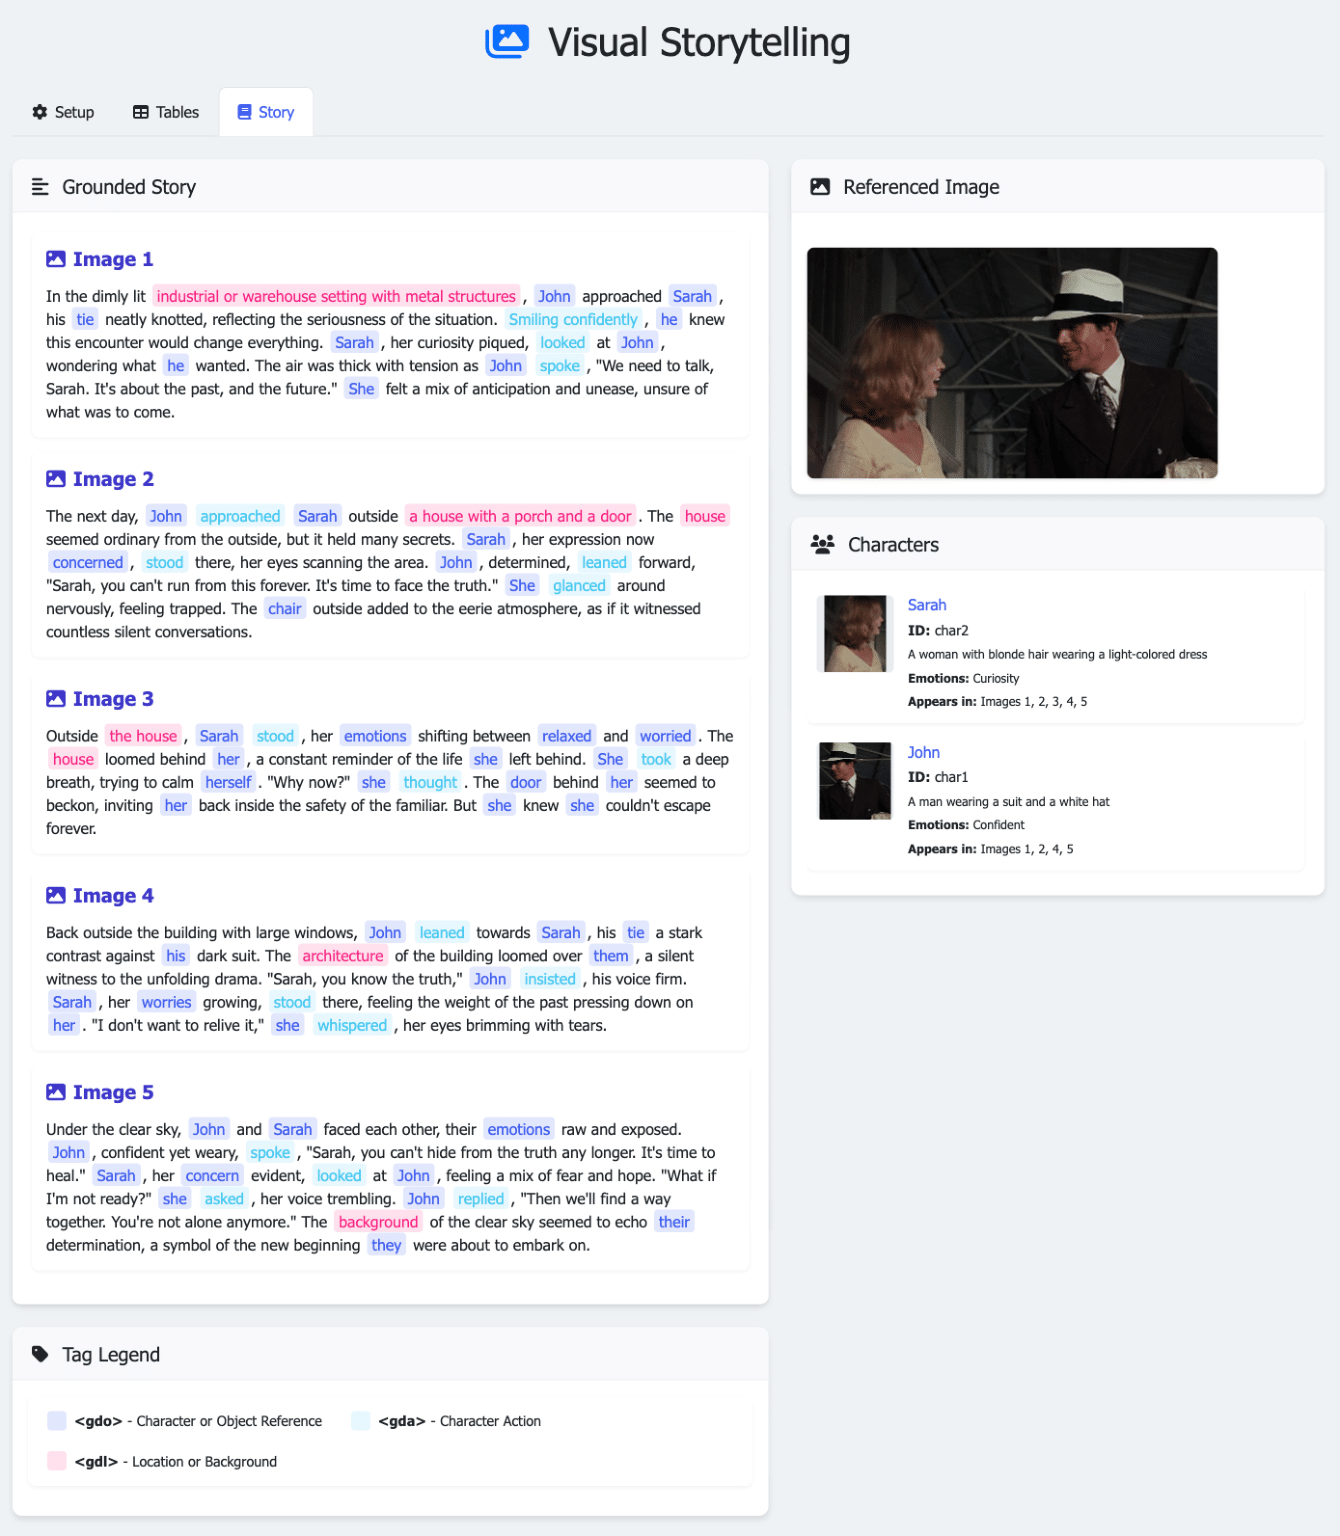 Visual Storytelling
Setup
Tables
Story
Grounded Story
Image 1
In the dimly lit industrial or warehouse setting with metal structures , John approached Sarah ,
his tie neatly knotted, reflecting the seriousness of the situation. Smiling confidently , he knew
this encounter would change everything. Sarah , her curiosity piqued, looked at John ,
wondering what he wanted. The air was thick with tension as John spoke , "We need to talk,
Sarah. It's about the past, and the future." She felt a mix of anticipation and unease, unsure of
what was to come.
Image 2
The next day, John approached Sarah outside a house with a porch and a door . The house
seemed ordinary from the outside, but it held many secrets. Sarah , her expression now
concerned , stood there, her eyes scanning the area. John , determined, leaned forward,
"Sarah, you can't run from this forever. It's time to face the truth." She glanced around
nervously, feeling trapped. The chair outside added to the eerie atmosphere, as if it witnessed
countless silent conversations.
Image 3
Outside the house , Sarah stood , her emotions shifting between relaxed and worried . The
house loomed behind her , a constant reminder of the life she left behind. She took a deep
breath, trying to calm herself . "Why now?" she thought . The door behind her seemed to
beckon, inviting her back inside the safety of the familiar. But she knew she couldn't escape
forever.
Image 4
Back outside the building with large windows, John leaned towards Sarah , his tie a stark
contrast against his dark suit. The architecture of the building loomed over them , a silent
witness to the unfolding drama. "Sarah, you know the truth," John insisted , his voice firm.
Sarah , her worries growing, stood there, feeling the weight of the past pressing down on
her . "I don't want to relive it," she whispered , her eyes brimming with tears.
Image 5
Under the clear sky, John and Sarah faced each other, their emotions raw and exposed.
John , confident yet weary, spoke , "Sarah, you can't hide from the truth any longer. It's time to
heal." Sarah , her concern evident, looked at John , feeling a mix of fear and hope. "What if
I'm not ready?" she asked , her voice trembling. John replied , "Then we'll find a way
together. You're not alone anymore." The background of the clear sky seemed to echo their
determination, a symbol of the new beginning they were about to embark on.
Tag Legend
<gdo> - Character or Object Reference
<gda> - Character Action
<gdl> - Location or Background
Referenced Image
Characters
Sarah
ID: char2
A woman with blonde hair wearing a light-colored dress
Emotions: Curiosity
Appears in: Images 1, 2, 3, 4, 5
John
ID: char1
A man wearing a suit and a white hat
Emotions: Confident
Appears in: Images 1, 2, 4, 5